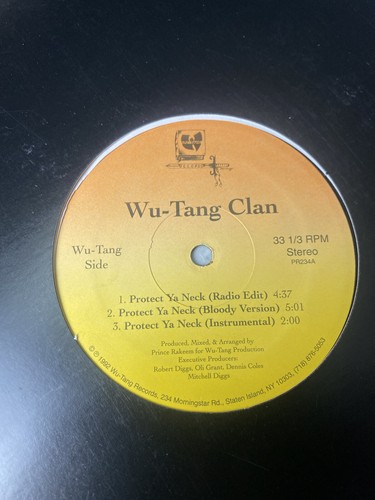 Wu-Tang Clan
Wu-Tang
Side
33 1/3 RPM
Stereo
PR234A
1. Protect Ya Neck (Radio Edit) 4:37
2. Protect Ya Neck (Bloody Version) 5:01
3. Protect Ya Neck (Instrumental) 2:00
Produced, Mixed, & Arranged by
Prince Rakeem for Wu-Tang Production
Executive Producers:
Robert Diggs, Oli Grant, Dennis Coles
Mitchell Diggs
© ℗ 1992 Wu-Tang Records, 234 Morningstar Rd., Staten Island, NY 10303, (718) 876-5053